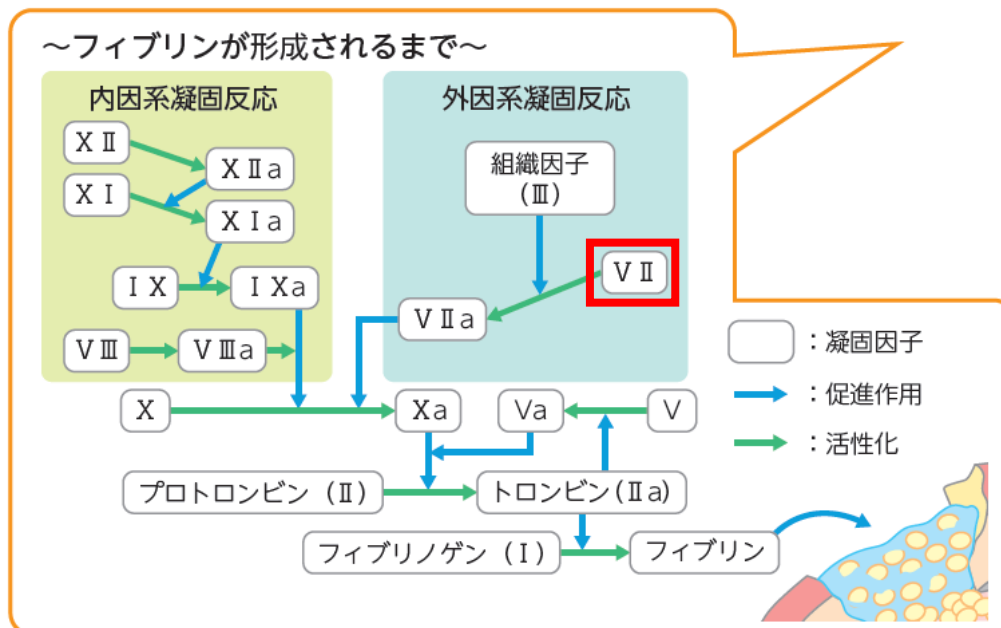 ~フィブリンが形成されるまで~
内因系凝固反応
外因系凝固反応
XⅡ
XⅡa
XⅠ
XⅠa
ⅠX
ⅠXa
VⅢ
VⅢa
組織因子
(Ⅲ)
VⅡ
VⅡa
X
Xa
Va
V
プロトロンビン(Ⅱ)
トロンビン(Ⅱa)
フィブリノゲン(Ⅰ)
フィブリン
:凝固因子
:促進作用
:活性化